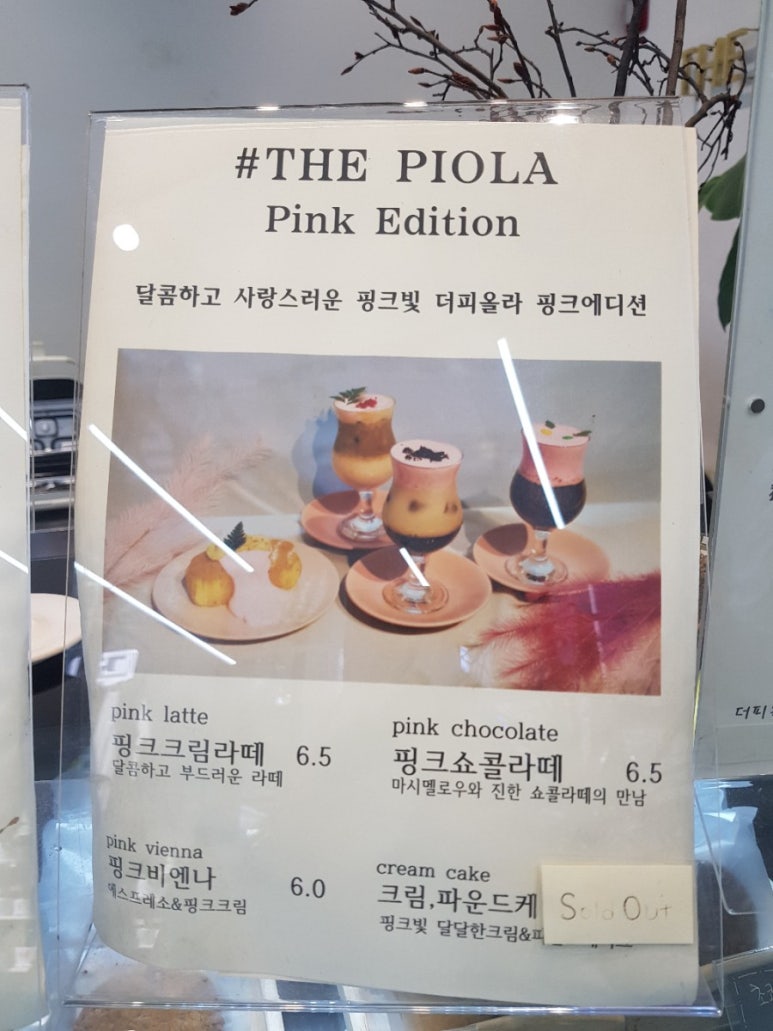 #THE PIOLA
Pink Edition
달콤하고 사랑스러운 핑크빛 더피올라 핑크에디션
pink latte
핑크크림라떼 6.5
달콤하고 부드러운 라떼
pink chocolate
핑크쇼콜라떼 6.5
마시멜로우와 진한 쇼콜라떼의 만남
pink vienna
핑크비엔나 6.0
에스프레소&핑크크림
cream cake
크림,파운드케
Sold Out
핑크빛 달달한크림&
THE
더피